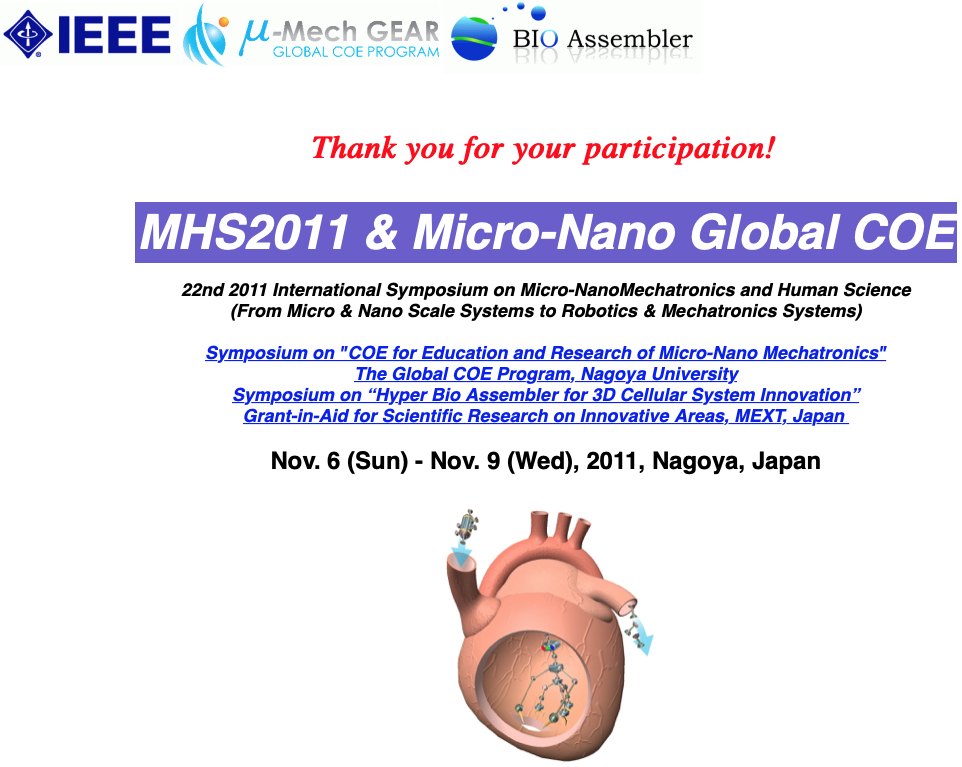 IEEE
μ-Mech GEAR
GLOBAL COE PROGRAM
BIO Assembler
Thank you for your participation!
MHS2011 & Micro-Nano Global COE
22nd 2011 International Symposium on Micro-NanoMechatronics and Human Science
(From Micro & Nano Scale Systems to Robotics & Mechatronics Systems)
Symposium on "COE for Education and Research of Micro-Nano Mechatronics"
The Global COE Program, Nagoya University
Symposium on “Hyper Bio Assembler for 3D Cellular System Innovation”
Grant-in-Aid for Scientific Research on Innovative Areas, MEXT, Japan
Nov. 6 (Sun) - Nov. 9 (Wed), 2011, Nagoya, Japan